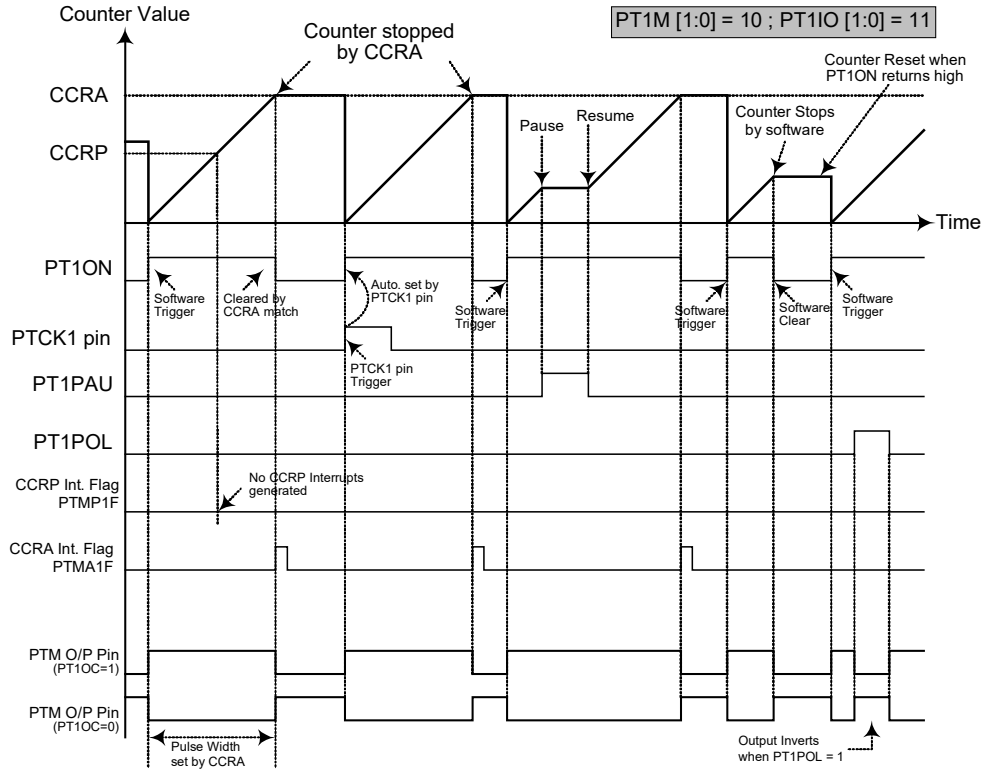 Counter Value
PT1M [1:0] = 10 ; PT1IO [1:0] = 11
Counter stopped
by CCRA
Counter Reset when
PT1ON returns high
CCRA
CCRP
Pause
Resume
Counter Stops
by software
Time
PT1ON
Software
Trigger
Cleared by
CCRA match
Auto. set by
PTCK1 pin
Software
Trigger
Software
Trigger
Software
Clear
Software
Trigger
PTCK1 pin
PTCK1 pin
Trigger
PT1PAU
PT1POL
No CCRP Interrupts
generated
CCRP Int. Flag
PTMP1F
CCRA Int. Flag
PTMA1F
PTM O/P Pin
(PT1OC=1)
PTM O/P Pin
(PT1OC=0)
Pulse Width
set by CCRA
Output Inverts
when PT1POL = 1